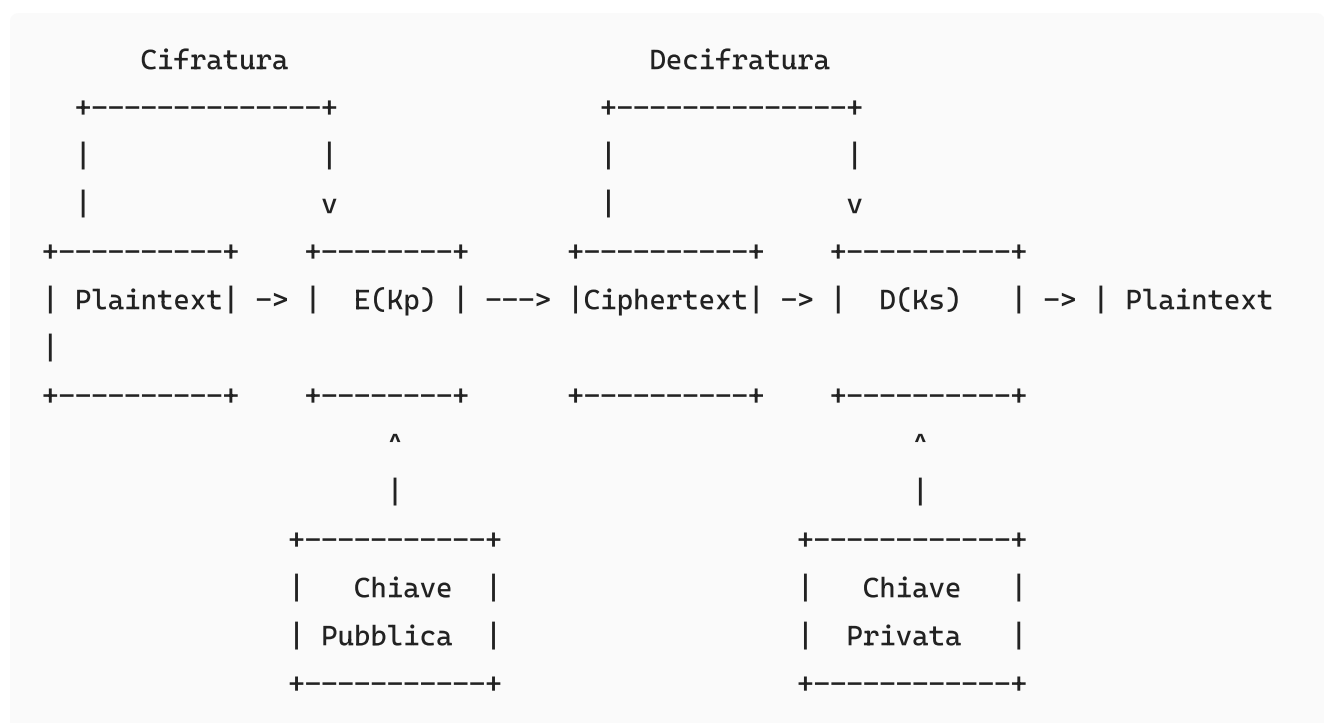 Cifratura                      Decifratura
  +--------------+                +--------------+
  |              |                |              |
  |              v                |              v
+----------+    +--------+      +----------+    +----------+
| Plaintext| -> |  E(Kp) | ---> |Ciphertext| -> |  D(Ks)   | -> | Plaintext
|
+----------+    +--------+      +----------+    +----------+
                     ^                               ^
                     |                               |
               +-----------+                  +------------+
               |   Chiave  |                  |   Chiave   |
               | Pubblica  |                  |  Privata   |
               +-----------+                  +------------+